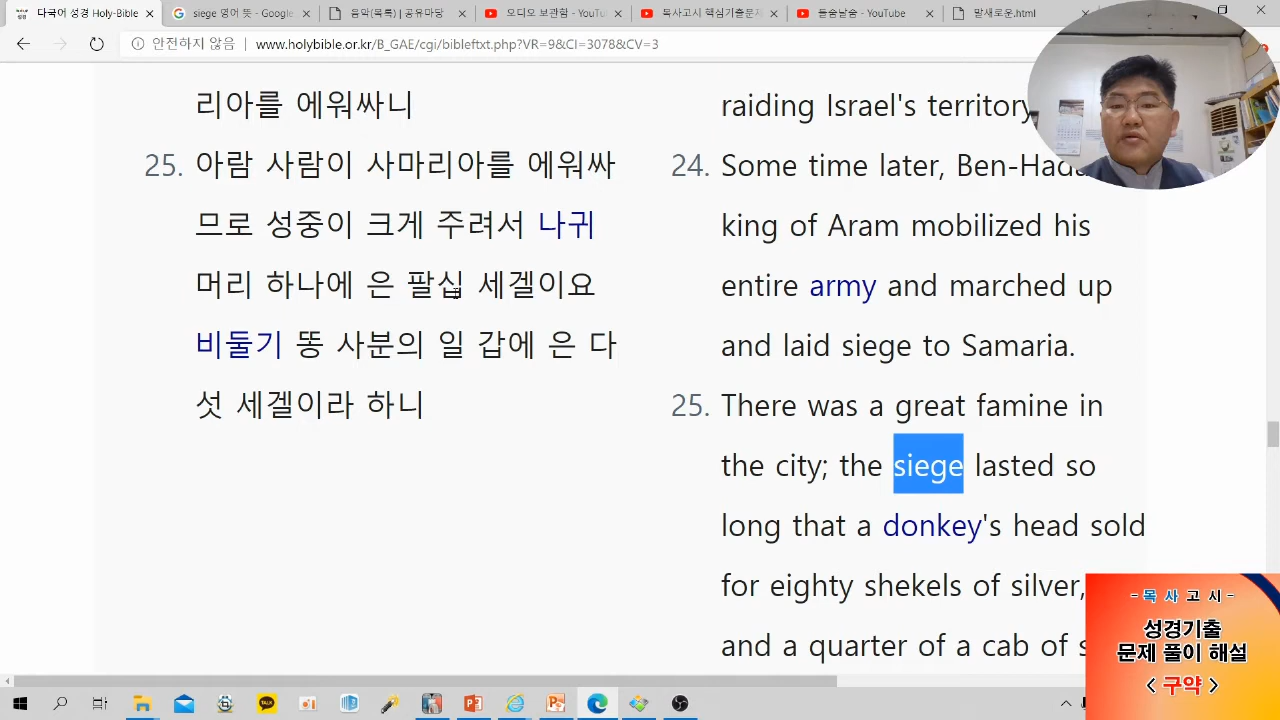 다국어 성경 Holy-Bible
siege 영어 뜻 - Google
음악(목록) | 공유마당
오디오 보관함 - YouTu
목사고시 핵심기출문제
들숨날숨 - YouTube
말새로운.html
안전하지 않음 | www.holybible.or.kr/B_GAE/cgi/bibleftxt.php?VR=9&CI=3078&CV=3
리아를 에워싸니
25. 아람 사람이 사마리아를 에워싸
므로 성중이 크게 주려서 나귀
머리 하나에 은 팔십 세겔이요
비둘기 똥 사분의 일 갑에 은 다
섯 세겔이라 하니
raiding Israel's territory
24. Some time later, Ben-Hada
king of Aram mobilized his
entire army and marched up
and laid siege to Samaria.
25. There was a great famine in
the city; the siege lasted so
long that a donkey's head sold
for eighty shekels of silver,
and a quarter of a cab of s
- 목 사 고 시 -
성경기출
문제 풀이 해설
< 구약 >